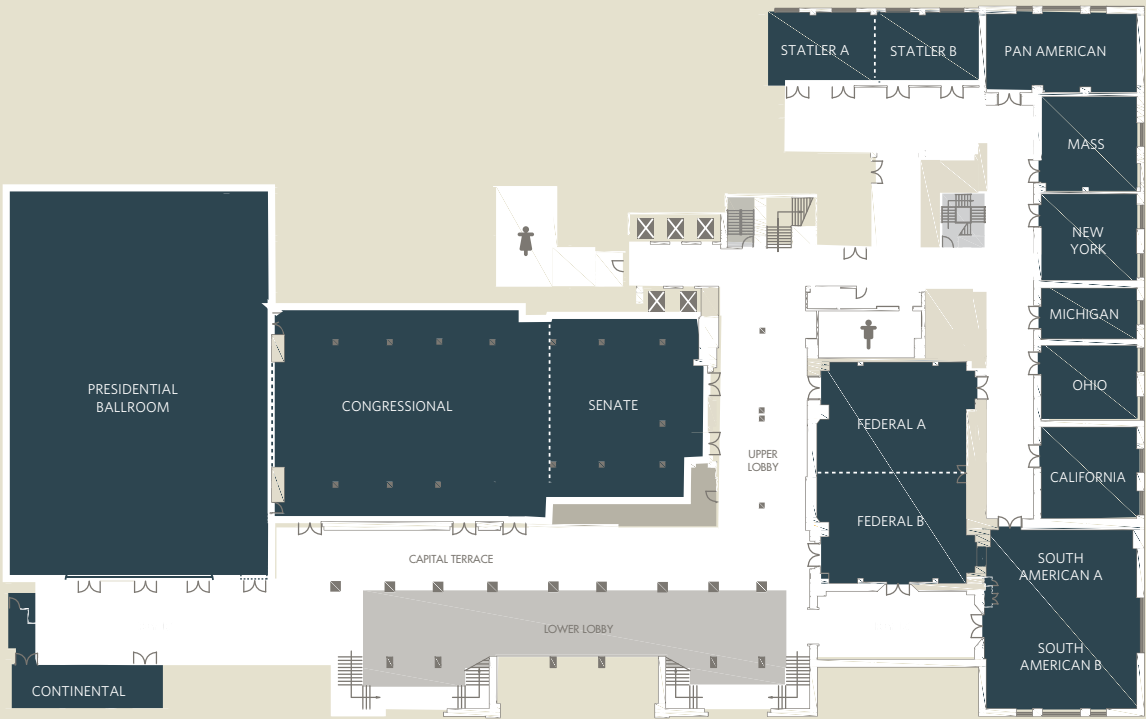 STATLER A
STATLER B
PAN AMERICAN
MASS
NEW
YORK
MICHIGAN
OHIO
CALIFORNIA
PRESIDENTIAL
BALLROOM
CONGRESSIONAL
SENATE
UPPER
LOBBY
FEDERAL A
FEDERAL B
CAPITAL TERRACE
LOWER LOBBY
SOUTH
AMERICAN A
SOUTH
AMERICAN B
CONTINENTAL